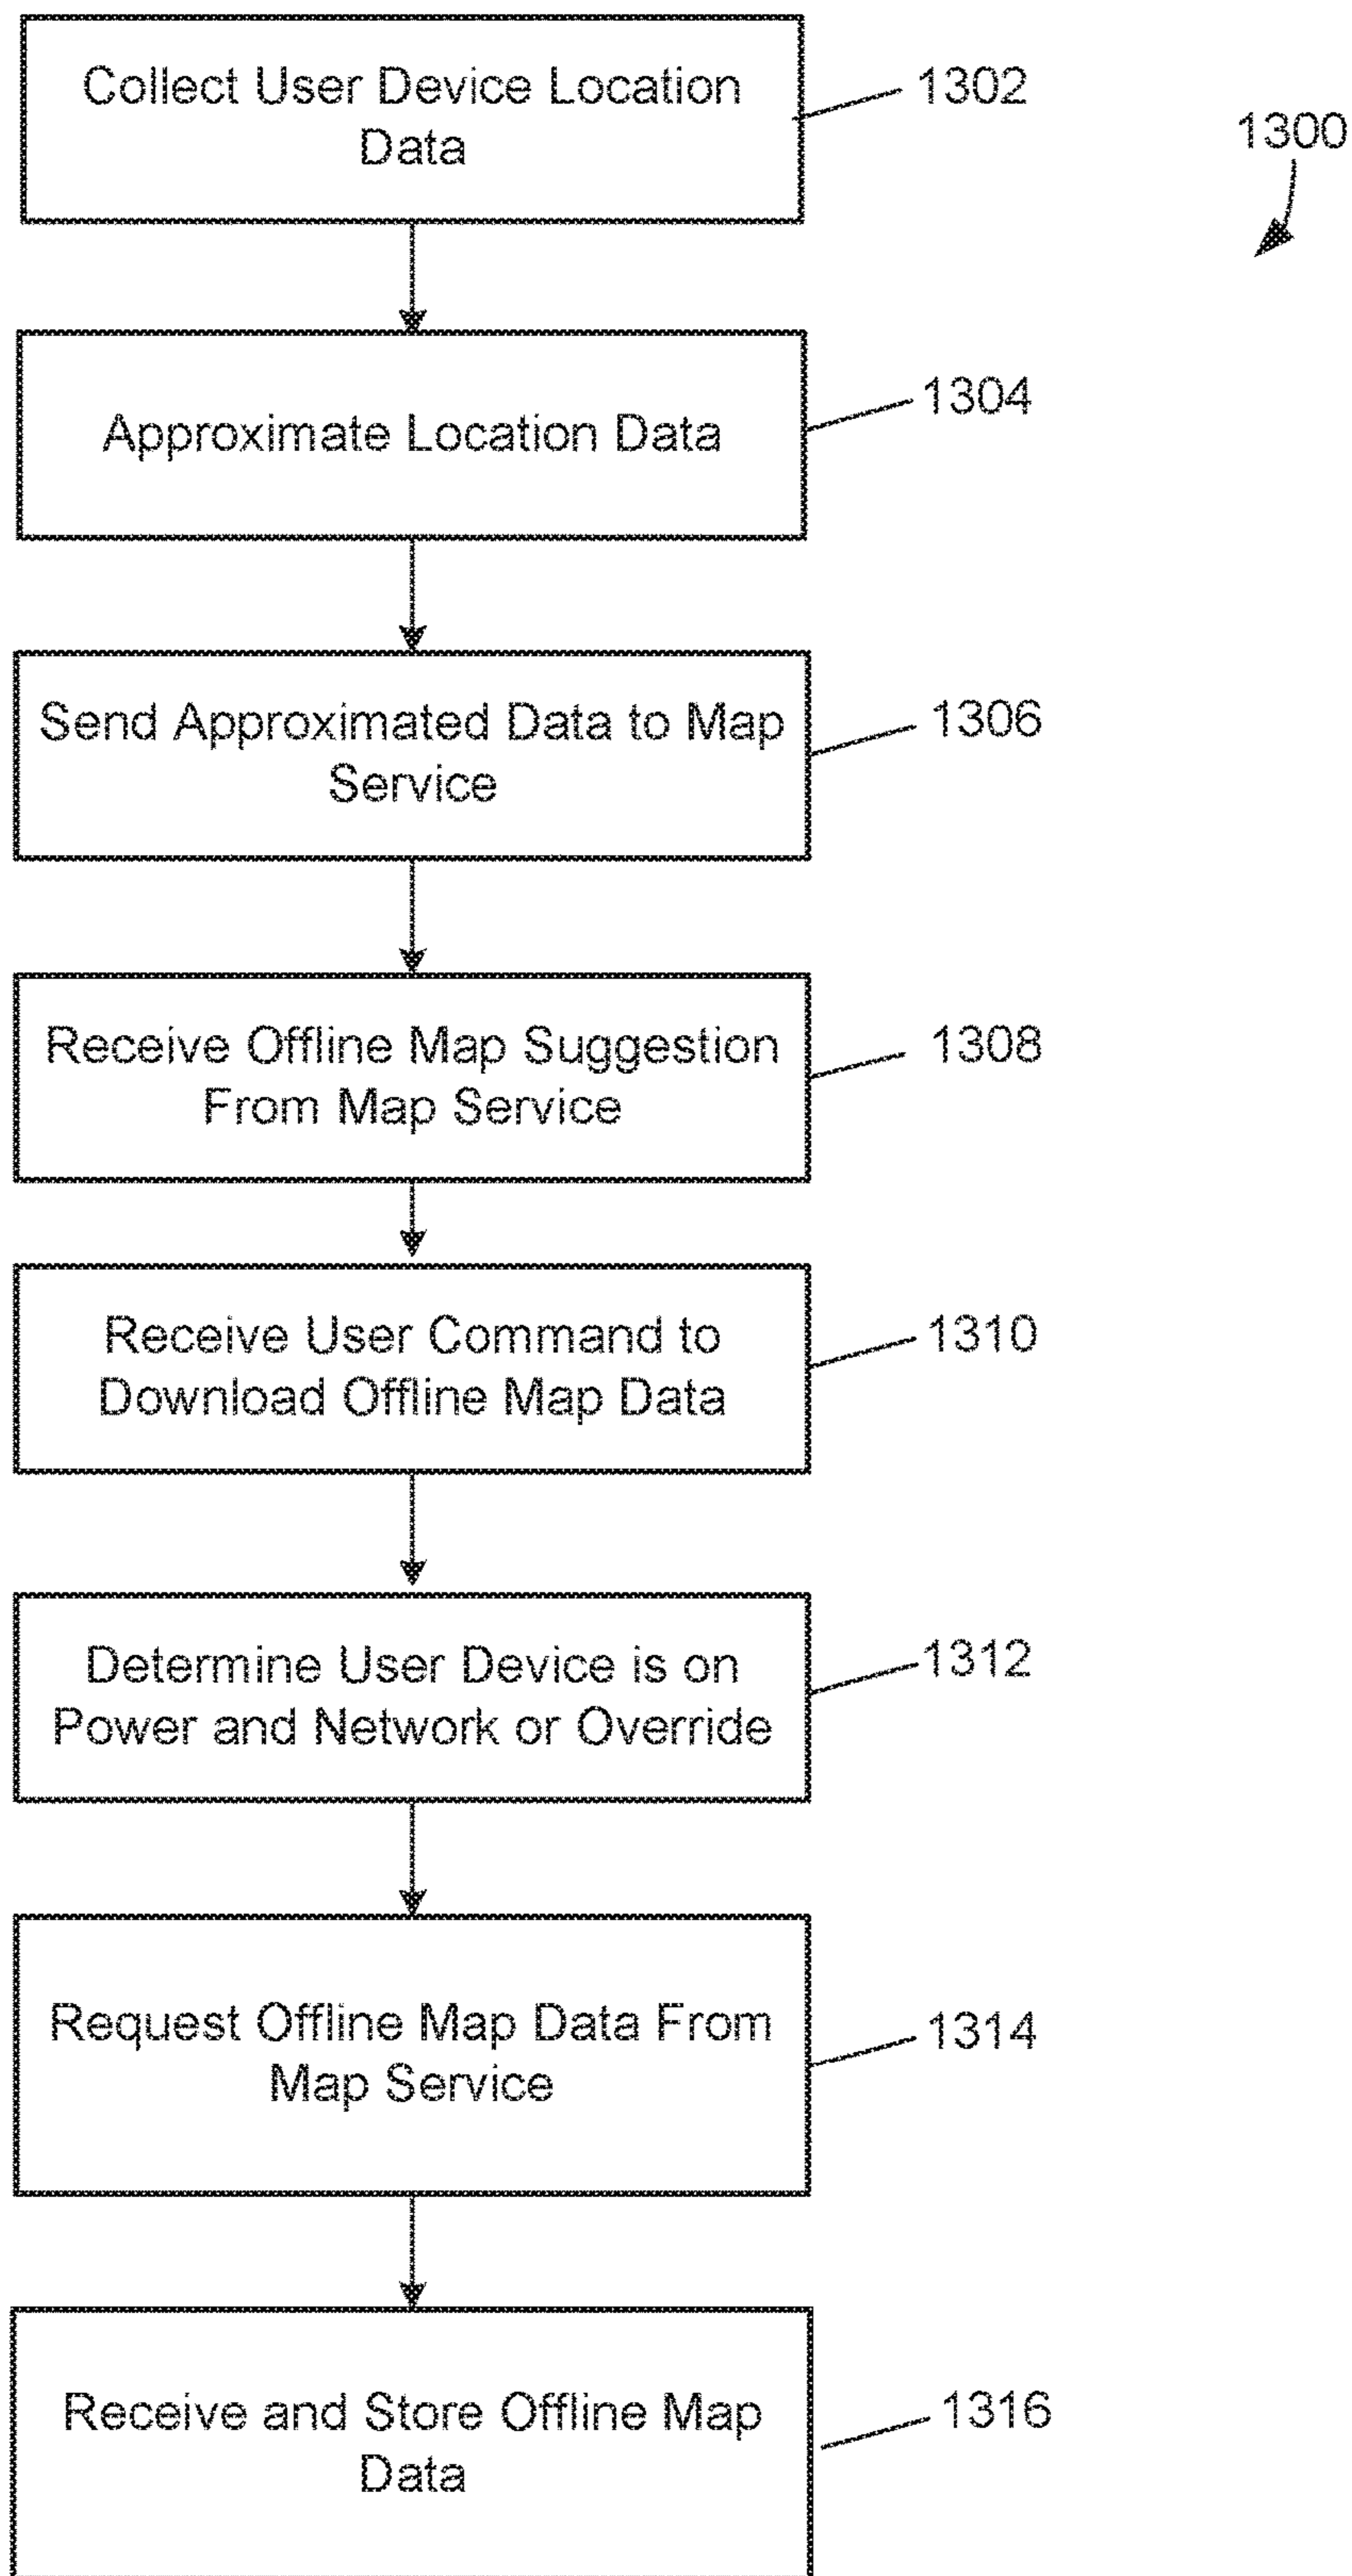 Collect User Device Location
Data
1302
1300
Approximate Location Data
1304
Send Approximated Data to Map
Service
1306
Receive Offline Map Suggestion
From Map Service
1308
Receive User Command to
Download Offline Map Data
1310
Determine User Device is on
Power and Network or Override
1312
Request Offline Map Data From
Map Service
1314
Receive and Store Offline Map
Data
1316